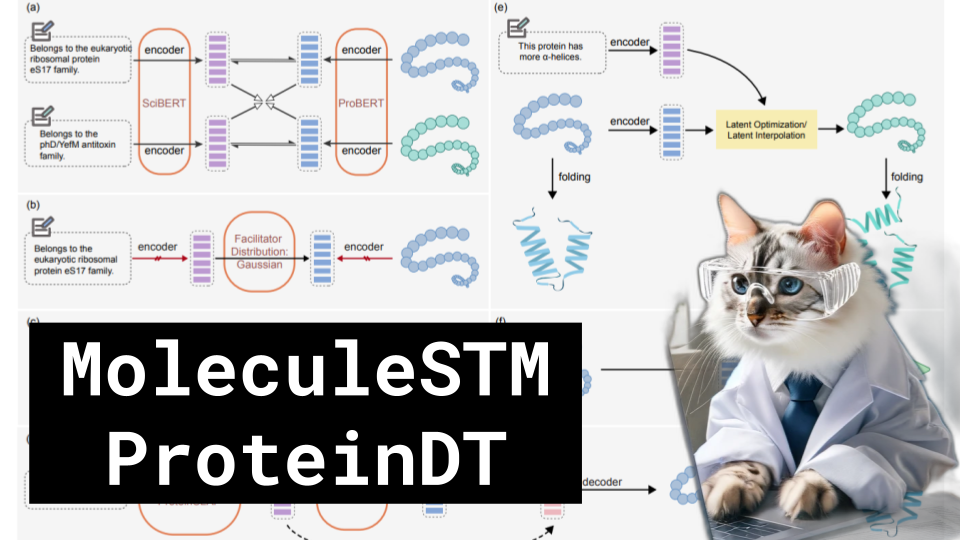 (a)
Belongs to the eukaryotic
ribosomal protein
eS17 family.
encoder
encoder
SciBERT
ProBERT
Belongs to the
phD/YefM antitoxin
family.
encoder
encoder
(b)
Belongs to the
eukaryotic ribosomal
protein eS17 family.
encoder
Facilitator
Distribution:
Gaussian
encoder
(e)
This protein has
more α-helices.
encoder
encoder
Latent Optimization/
Latent Interpolation
folding
folding
(f)
MoleculeSTM
ProteinDT
decoder